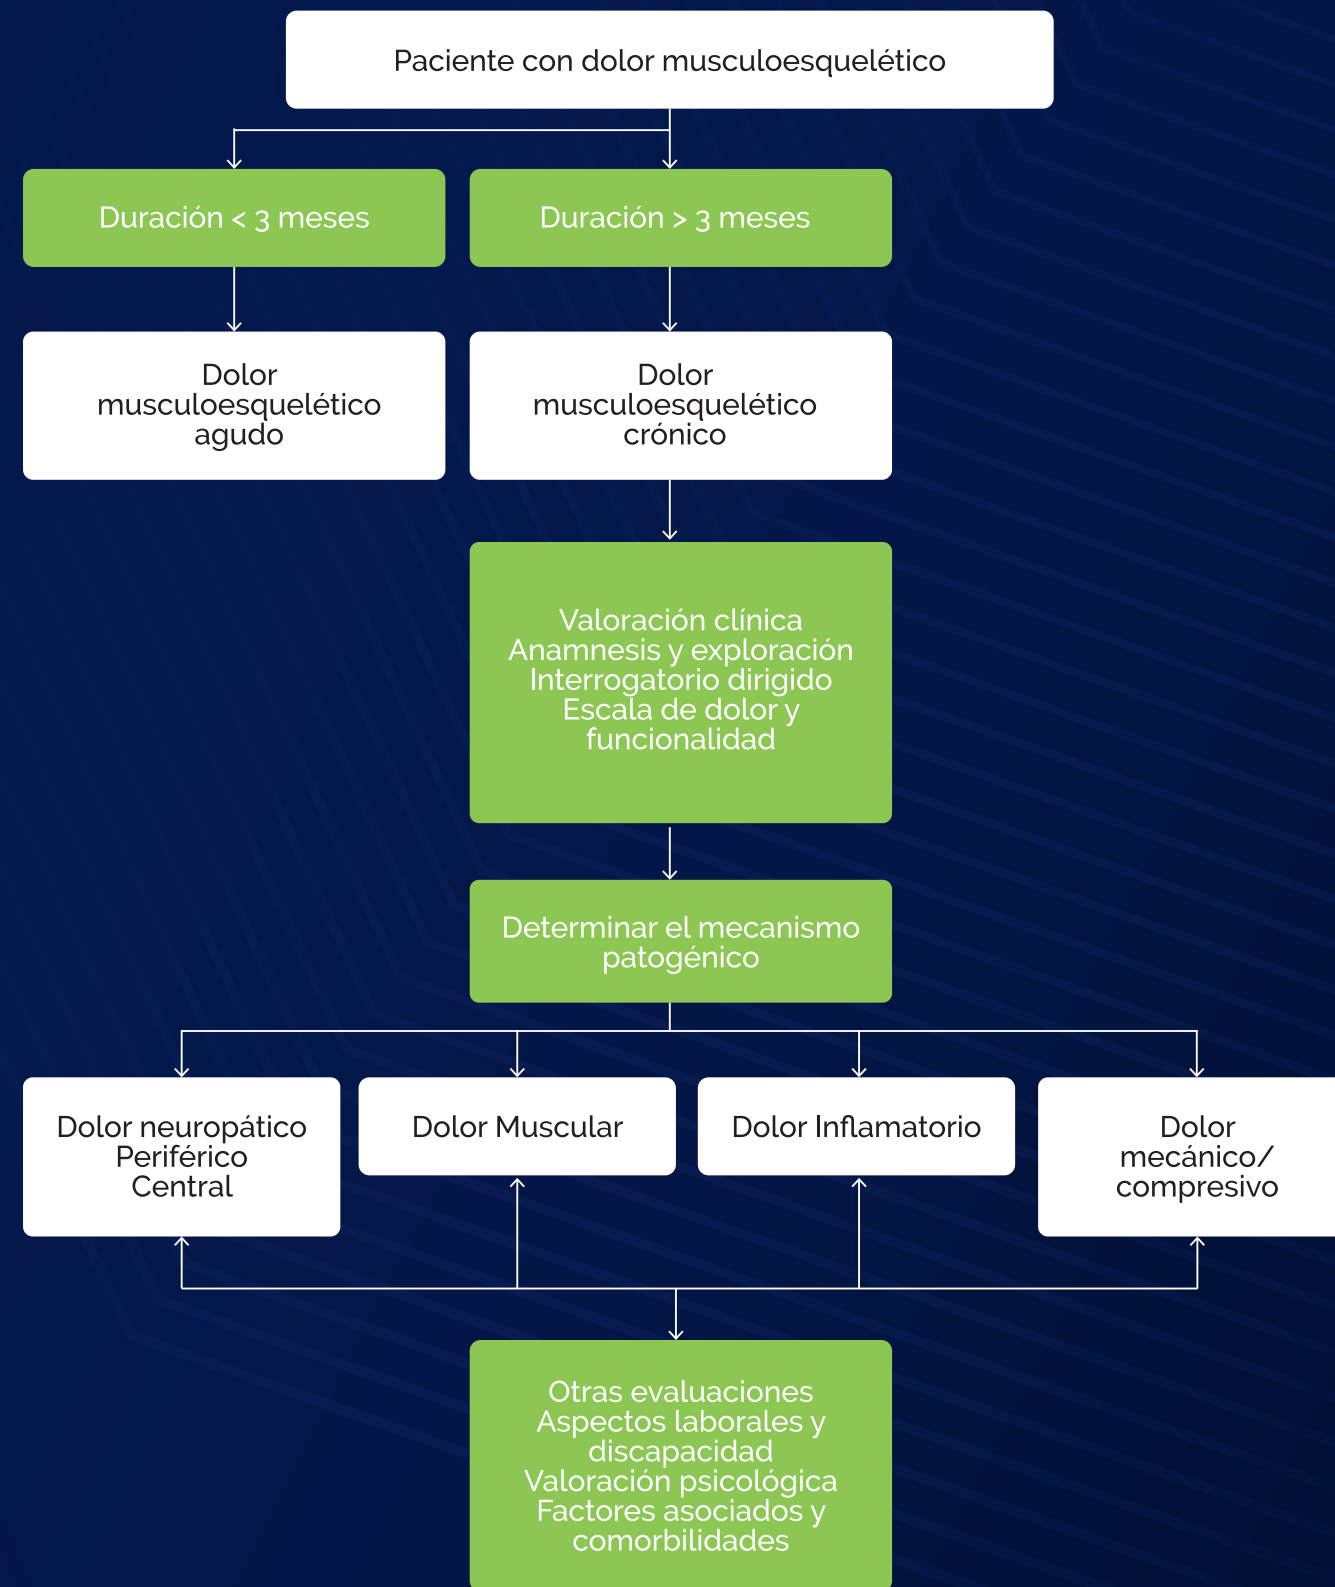 Paciente con dolor musculoesquelético
Duración < 3 meses
Duración > 3 meses
Dolor
musculoesquelético
agudo
Dolor
musculoesquelético
crónico
Valoración clínica
Anamnesis y exploración
Interrogatorio dirigido
Escala de dolor y
funcionalidad
Determinar el mecanismo
patogénico
Dolor neuropático
Periférico
Central
Dolor Muscular
Dolor Inflamatorio
Dolor
mecánico/
compresivo
Otras evaluaciones
Aspectos laborales y
discapacidad
Valoración psicológica
Factores asociados y
comorbilidades